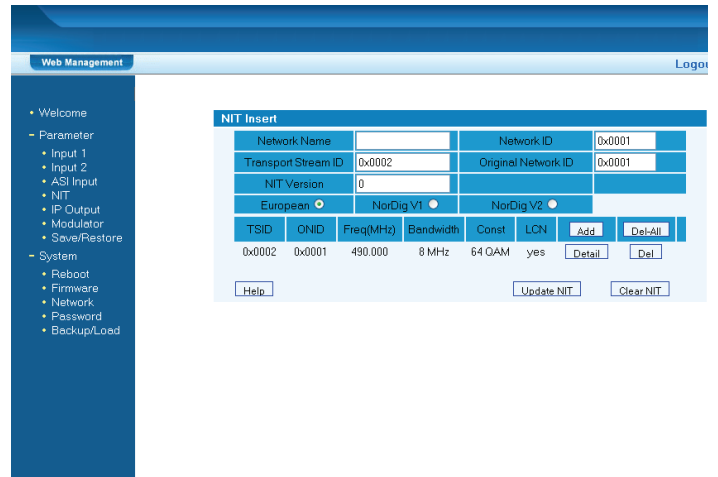 Web Management
• Welcome
− Parameter
• Input 1
• Input 2
• ASI Input
• NIT
• IP Output
• Modulator
• Save/Restore
− System
• Reboot
• Firmware
• Network
• Password
• Backup/Load
NIT Insert
Network Name Network ID 0x0001
Transport Stream ID 0x0002 Original Network ID 0x0001
NIT Version 0
European NorDig V1 NorDig V2
TSID ONID Freq(MHz) Bandwidth Const LCN Add Del-All
0x0002 0x0001 490.000 8 MHz 64 QAM yes Detail Del
Help Update NIT Clear NIT